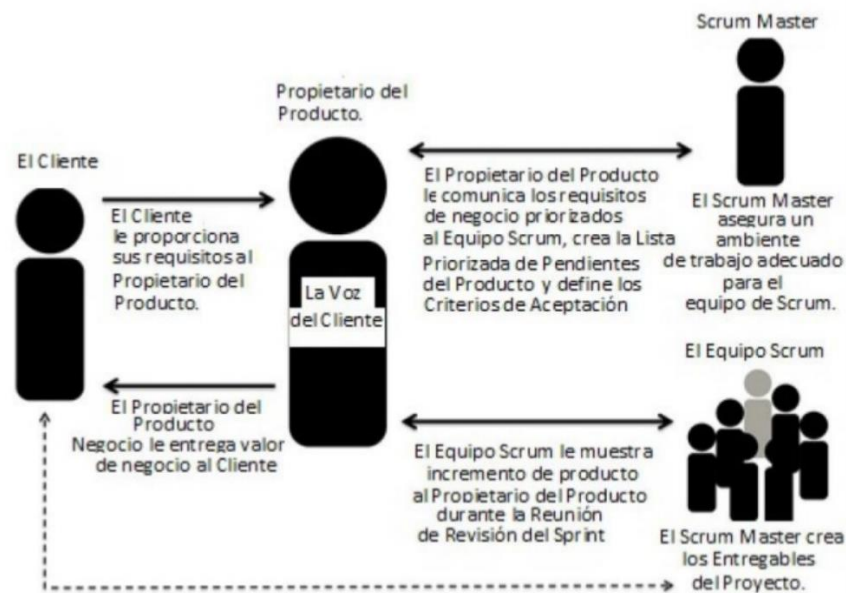 Scrum Master
Propietario del
Producto.
El Cliente
El Cliente
le proporciona
sus requisitos al
Propietario del
Producto.
La Voz
del Cliente
El Propietario del Producto
le comunica los requisitos
de negocio priorizados
al Equipo Scrum, crea la Lista
Priorizada de Pendientes
del Producto y define los
Criterios de Aceptación
El Scrum Master
asegura un
ambiente
de trabajo adecuado
para el
equipo de Scrum.
El Propietario del
Producto
Negocio le entrega valor
de negocio al Cliente
El Equipo Scrum
El Equipo Scrum le muestra
incremento de producto
al Propietario del Producto
durante la Reunión
de Revisión del Sprint
El Scrum Master crea
los Entregables
del Proyecto.